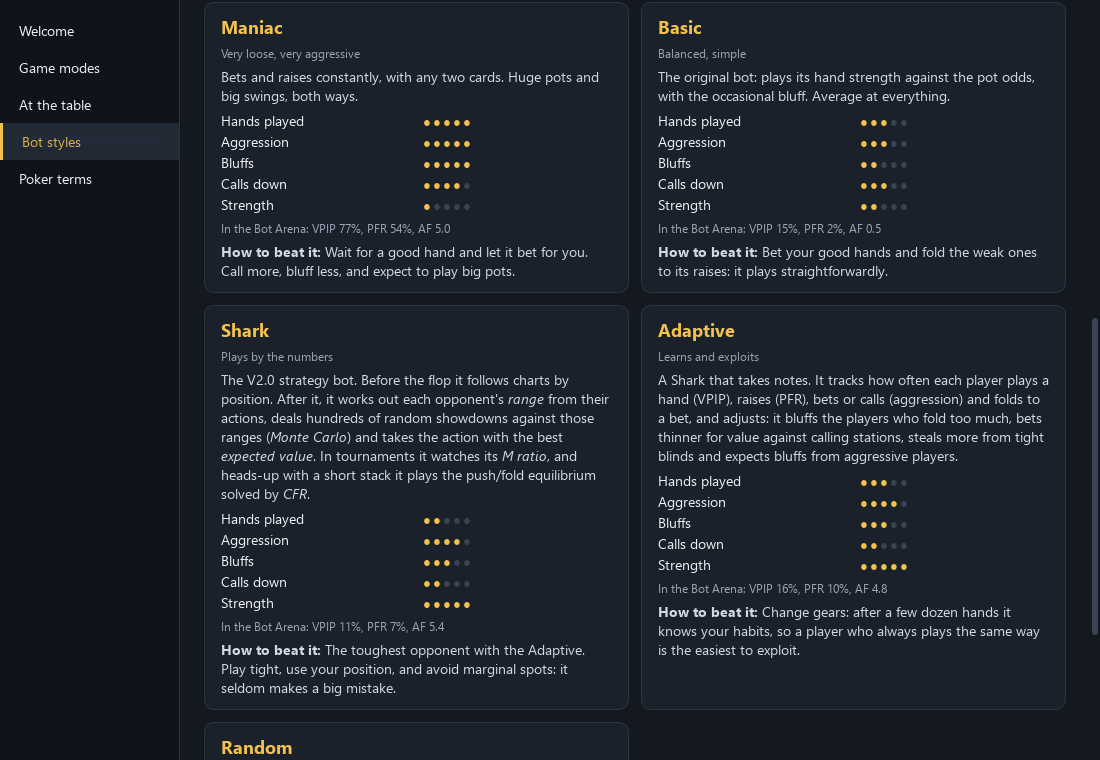 Welcome
Game modes
At the table
Bot styles
Poker terms
Maniac
Very loose, very aggressive
Bets and raises constantly, with any two cards. Huge pots and
big swings, both ways.
Hands played
Aggression
Bluffs
Calls down
Strength
In the Bot Arena: VPIP 77%, PFR 54%, AF 5.0
How to beat it: Wait for a good hand and let it bet for you.
Call more, bluff less, and expect to play big pots.
Basic
Balanced, simple
The original bot: plays its hand strength against the pot odds,
with the occasional bluff. Average at everything.
Hands played
Aggression
Bluffs
Calls down
Strength
In the Bot Arena: VPIP 15%, PFR 2%, AF 0.5
How to beat it: Bet your good hands and fold the weak ones
to its raises: it plays straightforwardly.
Shark
Plays by the numbers
The V2.0 strategy bot. Before the flop it follows charts by
position. After it, it works out each opponent's range from their
actions, deals hundreds of random showdowns against those
ranges (Monte Carlo) and takes the action with the best
expected value. In tournaments it watches its M ratio, and
heads-up with a short stack it plays the push/fold equilibrium
solved by CFR.
Hands played
Aggression
Bluffs
Calls down
Strength
In the Bot Arena: VPIP 11%, PFR 7%, AF 5.4
How to beat it: The toughest opponent with the Adaptive.
Play tight, use your position, and avoid marginal spots: it
seldom makes a big mistake.
Adaptive
Learns and exploits
A Shark that takes notes. It tracks how often each player plays a
hand (VPIP), raises (PFR), bets or calls (aggression) and folds to
a bet, and adjusts: it bluffs the players who fold too much, bets
thinner for value against calling stations, steals more from tight
blinds and expects bluffs from aggressive players.
Hands played
Aggression
Bluffs
Calls down
Strength
In the Bot Arena: VPIP 16%, PFR 10%, AF 4.8
How to beat it: Change gears: after a few dozen hands it
knows your habits, so a player who always plays the same way
is the easiest to exploit.
Random